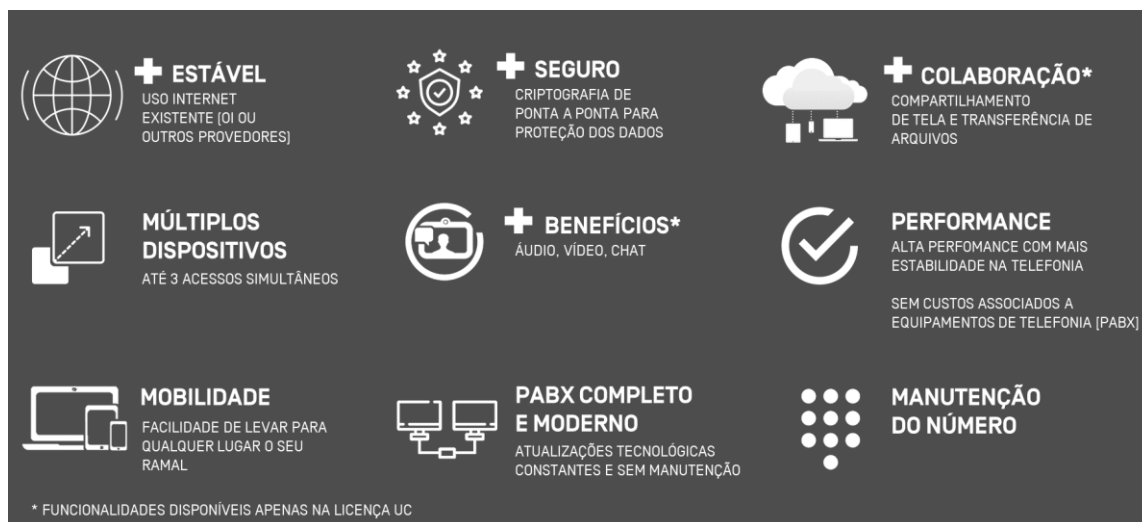 ESTÁVEL
USO INTERNET
EXISTENTE (OI OU
OUTROS PROVEDORES)
SEGURO
CRIPTOGRAFIA DE
PONTA A PONTA PARA
PROTEÇÃO DOS DADOS
COLABORAÇÃO*
COMPARTILHAMENTO
DE TELA E TRANSFERÊNCIA DE
ARQUIVOS
MÚLTIPLOS
DISPOSITIVOS
ATÉ 3 ACESSOS SIMULTÂNEOS
BENEFÍCIOS*
ÁUDIO, VÍDEO, CHAT
PERFORMANCE
ALTA PERFOMANCE COM MAIS
ESTABILIDADE NA TELEFONIA
SEM CUSTOS ASSOCIADOS A
EQUIPAMENTOS DE TELEFONIA (PABX)
MOBILIDADE
FACILIDADE DE LEVAR PARA
QUALQUER LUGAR O SEU
RAMAL
PABX COMPLETO
E MODERNO
ATUALIZAÇÕES TECNOLÓGICAS
CONSTANTES E SEM MANUTENÇÃO
MANUTENÇÃO
DO NÚMERO
* FUNCIONALIDADES DISPONÍVEIS APENAS NA LICENÇA UC